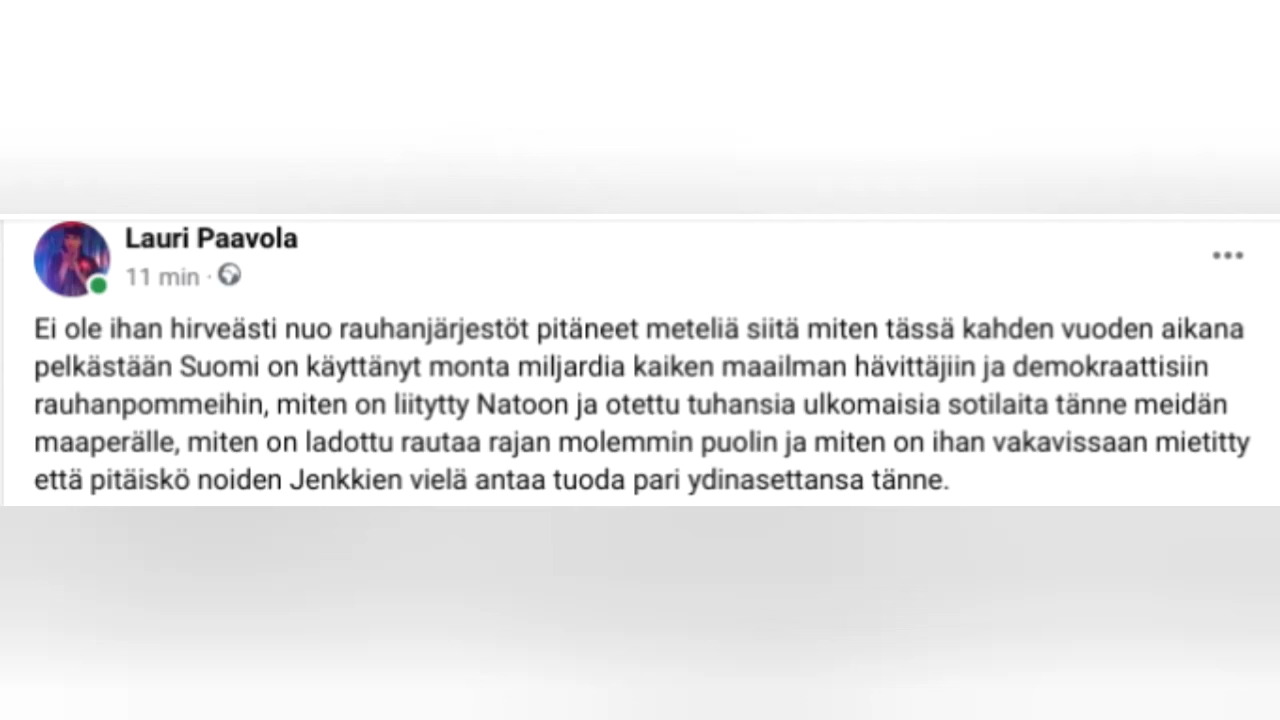 Lauri Paavola
11 min ·
Ei ole ihan hirveästi nuo rauhanjärjestöt pitäneet meteliä siitä miten tässä kahden vuoden aikana
pelkästään Suomi on käyttänyt monta miljardia kaiken maailman hävittäjiin ja demokraattisiin
rauhanpommeihin, miten on liitytty Natoon ja otettu tuhansia ulkomaisia sotilaita tänne meidän
maaperälle, miten on ladottu rautaa rajan molemmin puolin ja miten on ihan vakavissaan mietitty
että pitäiskö noiden Jenkkien vielä antaa tuoda pari ydinasettansa tänne.